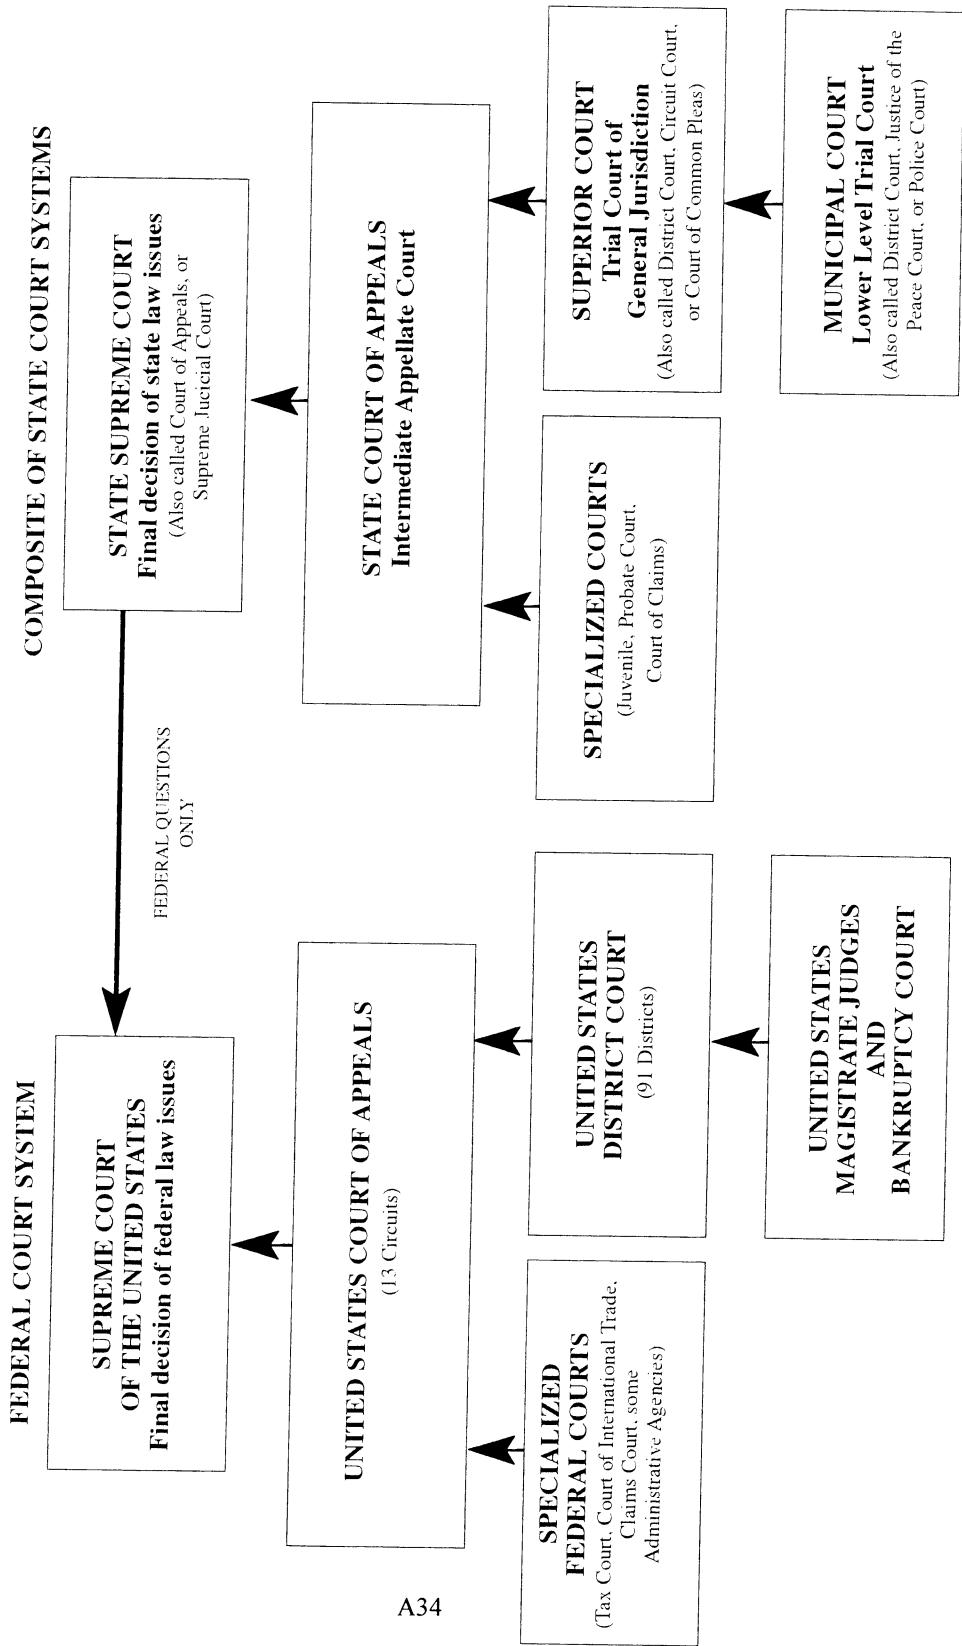 FEDERAL COURT SYSTEM
SUPREME COURT
OF THE UNITED STATES
Final decision of federal law issues
UNITED STATES COURT OF APPEALS
(13 Circuits)
SPECIALIZED
FEDERAL COURTS
(Tax Court, Court of International Trade,
Claims Court, some
Administrative Agencies)
UNITED STATES
DISTRICT COURT
(91 Districts)
UNITED STATES
MAGISTRATE JUDGES
AND
BANKRUPTCY COURT
FEDERAL QUESTIONS
ONLY
COMPOSITE OF STATE COURT SYSTEMS
STATE SUPREME COURT
Final decision of state law issues
(Also called Court of Appeals, or
Supreme Jucicial Court)
STATE COURT OF APPEALS
Intermediate Appellate Court
SPECIALIZED COURTS
(Juvenile, Probate Court,
Court of Claims)
SUPERIOR COURT
Trial Court of
General Jurisdiction
(Also called District Court, Circuit Court,
or Court of Common Pleas)
MUNICIPAL COURT
Lower Level Trial Court
(Also called District Court, Justice of the
Peace Court, or Police Court)
A34